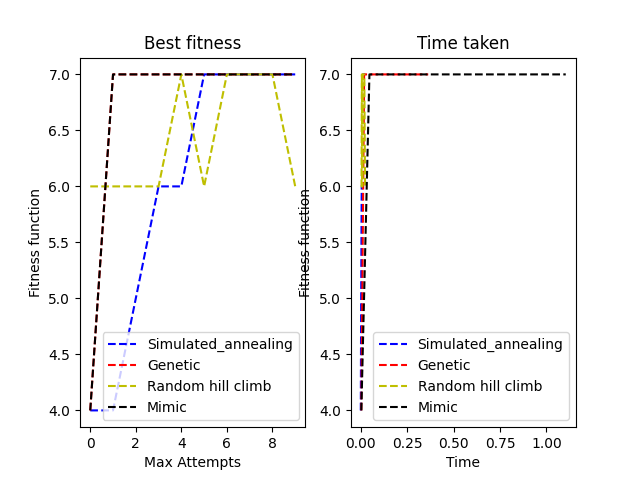 Best fitness
Fitness function
7.0
6.5
6.0
5.5
5.0
4.5
4.0
Simulated_annealing
Genetic
Random hill climb
Mimic
0 2 4 6 8
Max Attempts
Time taken
Fitness function
7.0
6.5
6.0
5.5
5.0
4.5
4.0
Simulated_annealing
Genetic
Random hill climb
Mimic
0.00 0.25 0.50 0.75 1.00
Time